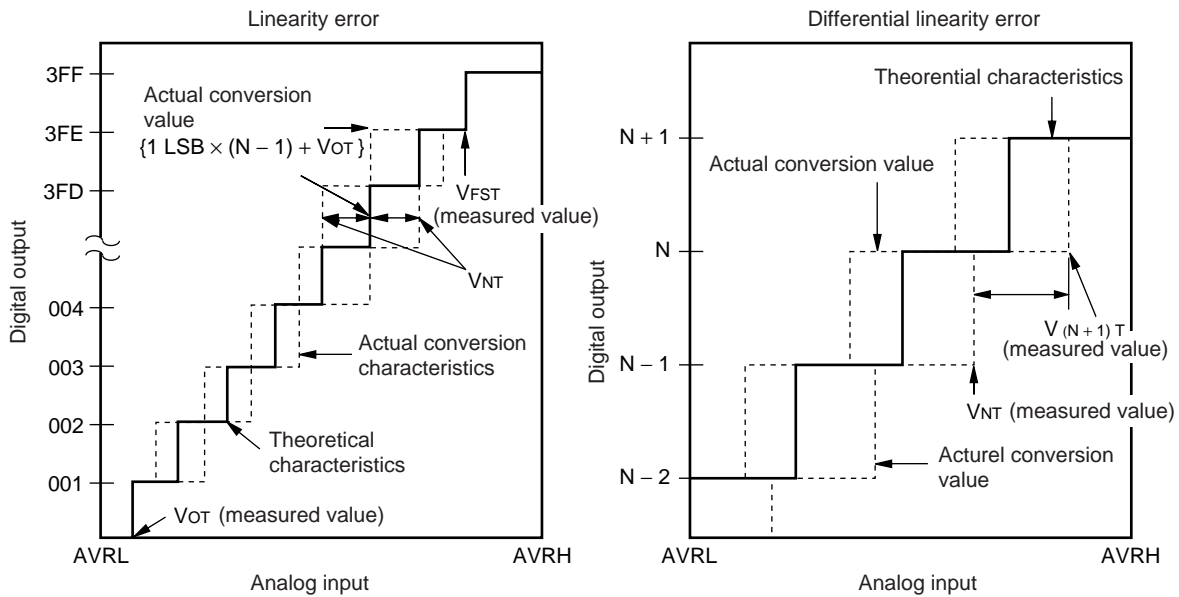 Linearity error
3FF
3FE
3FD
004
003
002
001
Digital output
Actual conversion
value
{1 LSB × (N – 1) + VOT }
VFST
(measured value)
VNT
Actual conversion
characteristics
Theoretical
characteristics
VOT (measured value)
AVRL
AVRH
Analog input
Differential linearity error
N + 1
N
N – 1
N – 2
Digital output
Theorential characteristics
Actual conversion value
V (N + 1) T
(measured value)
VNT (measured value)
Acturel conversion
value
AVRL
AVRH
Analog input